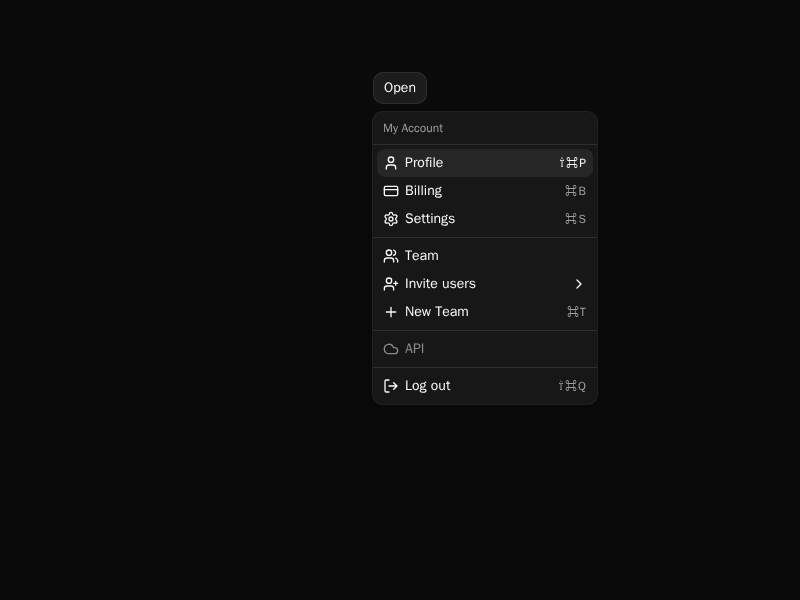 Open
My Account
Profile ⇧⌘P
Billing ⌘B
Settings ⌘S
Team
Invite users
New Team ⌘T
API
Log out ⇧⌘Q